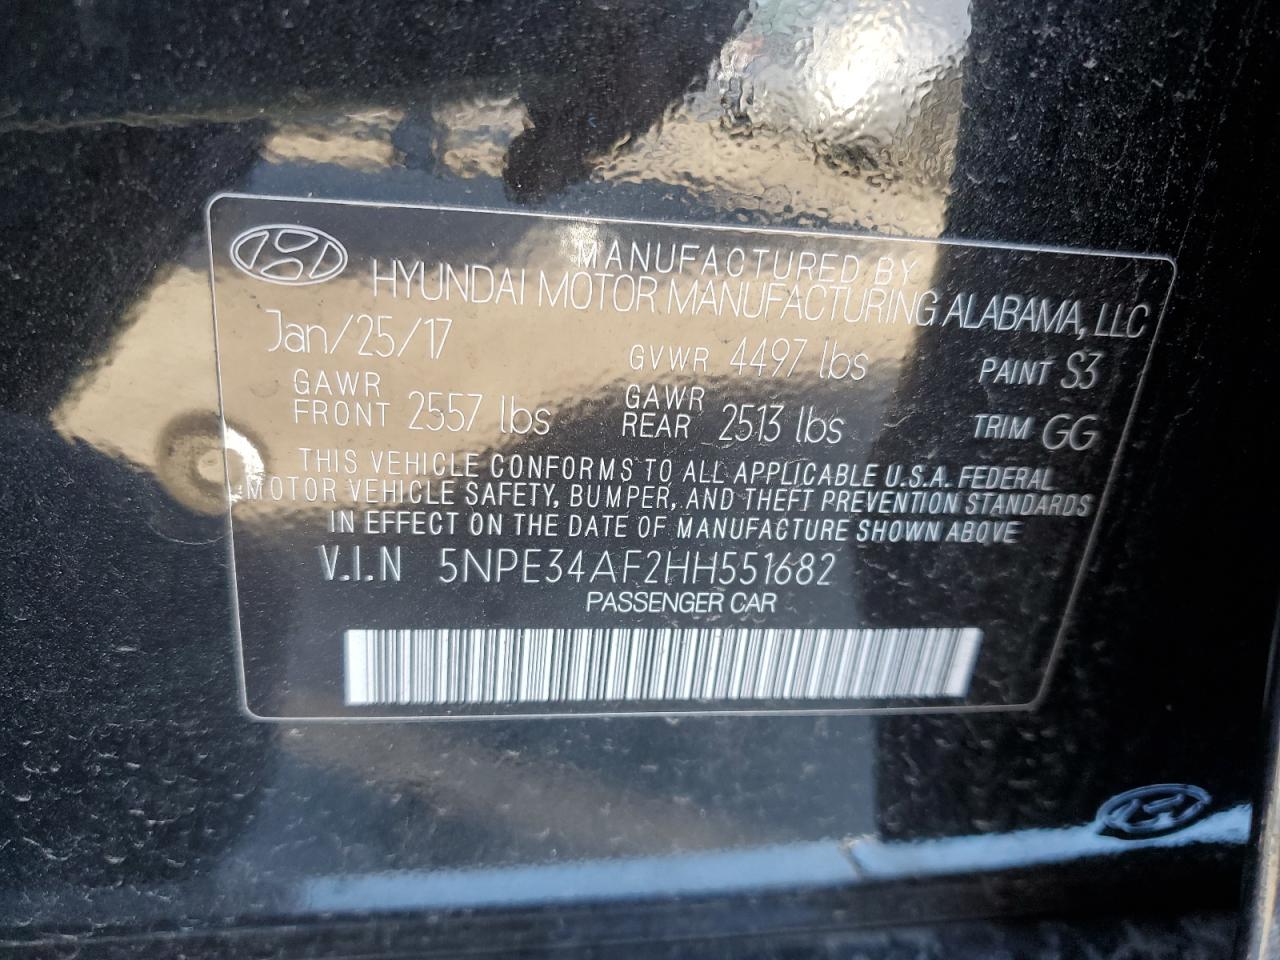 MANUFACTURED BY
HYUNDAI MOTOR MANUFACTURING ALABAMA, LLC
Jan/25/17 GVWR 4497 lbs PAINT S3
GAWR FRONT 2557 lbs GAWR REAR 2513 lbs TRIM GG
THIS VEHICLE CONFORMS TO ALL APPLICABLE U.S.A. FEDERAL
MOTOR VEHICLE SAFETY, BUMPER, AND THEFT PREVENTION STANDARDS
IN EFFECT ON THE DATE OF MANUFACTURE SHOWN ABOVE
V.I.N 5NPE34AF2HH551682
PASSENGER CAR